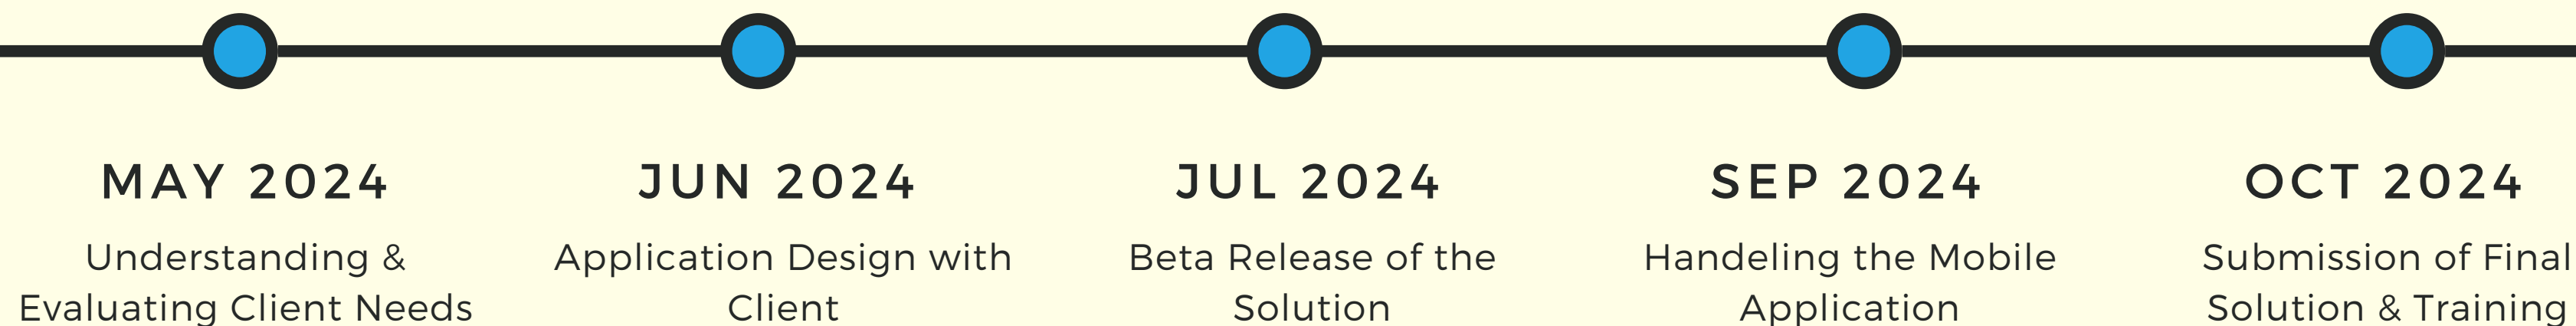 MAY 2024
Understanding &
Evaluating Client Needs
JUN 2024
Application Design with
Client
JUL 2024
Beta Release of the
Solution
SEP 2024
Handeling the Mobile
Application
OCT 2024
Submission of Final
Solution & Training